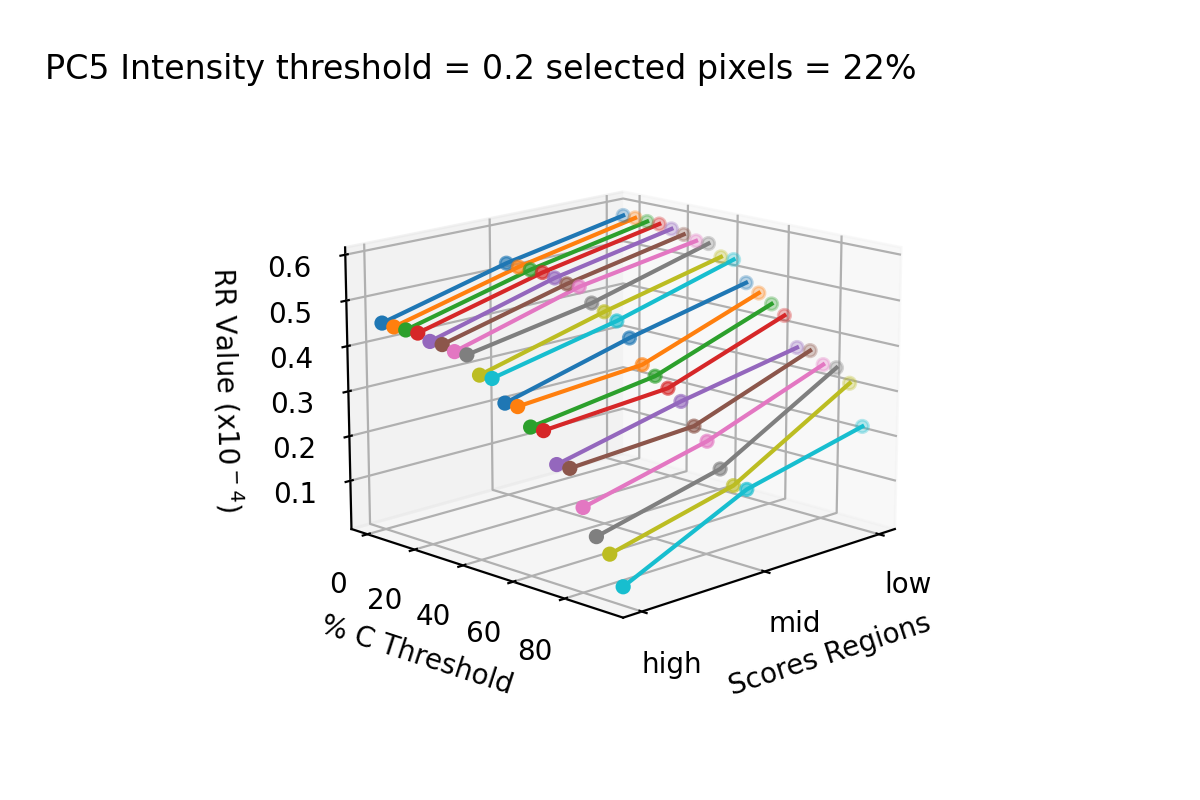 PC5 Intensity threshold = 0.2 selected pixels = 22%
RR Value (x10⁻⁴)
0.6
0.5
0.4
0.3
0.2
0.1
0
20
40
60
80
% C Threshold
high
mid
low
Scores Regions